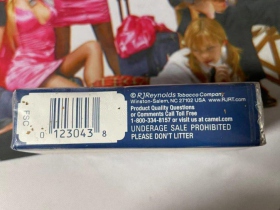 FSC
0 123043 8
© RJReynolds Tobacco Company
Winston-Salem, NC 27102 USA www.RJRT.com
Product Quality Questions
or Comments Call Toll Free
1-800-334-8157 or visit us at camel.com
UNDERAGE SALE PROHIBITED
PLEASE DON'T LITTER